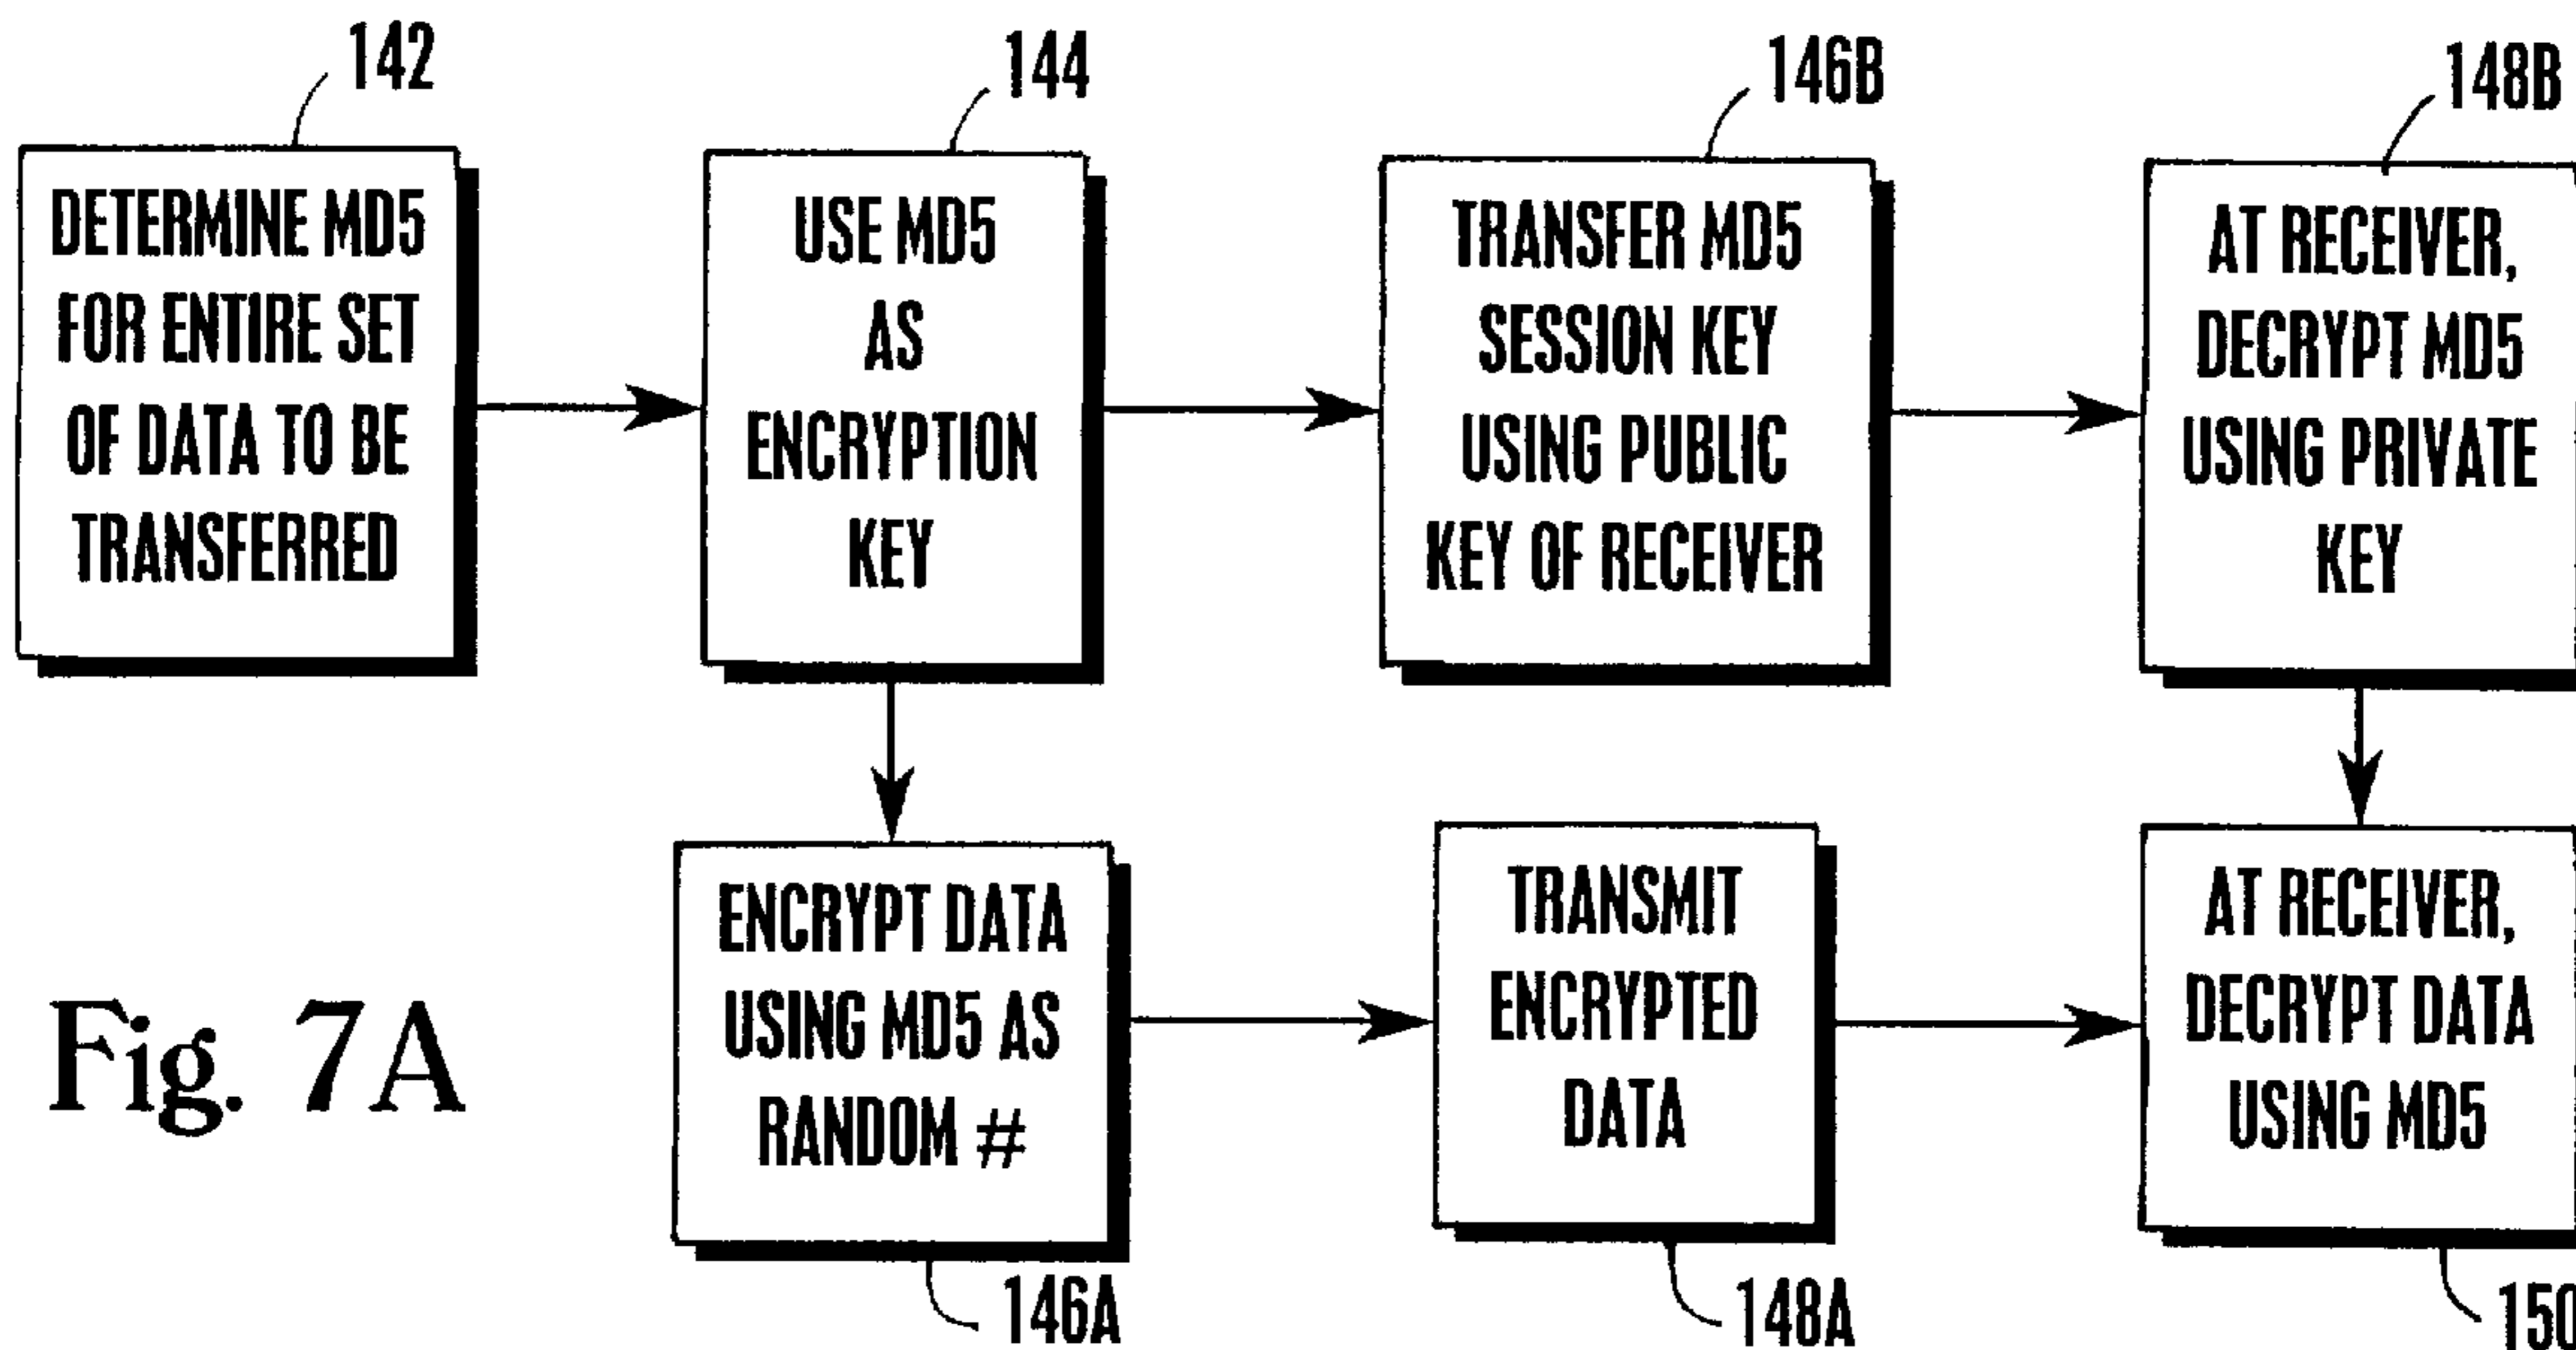 142
DETERMINE MD5
FOR ENTIRE SET
OF DATA TO BE
TRANSFERRED
144
USE MD5
AS
ENCRYPTION
KEY
146B
TRANSFER MD5
SESSION KEY
USING PUBLIC
KEY OF RECEIVER
148B
AT RECEIVER,
DECRYPT MD5
USING PRIVATE
KEY
ENCRYPT DATA
USING MD5 AS
RANDOM #
146A
TRANSMIT
ENCRYPTED
DATA
148A
AT RECEIVER,
DECRYPT DATA
USING MD5
150
Fig. 7A